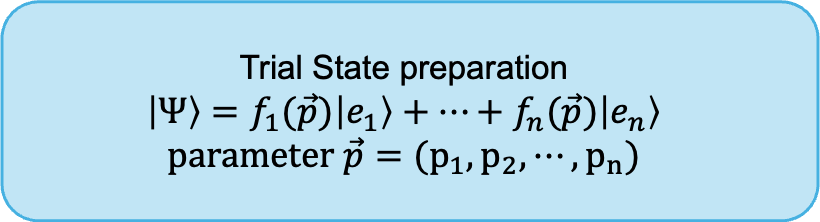 Trial State preparation
|Ψ⟩ = f₁(p⃗)|e₁⟩ + ⋯ + fₙ(p⃗)|eₙ⟩
parameter p⃗ = (p₁, p₂, ⋯ , pₙ)